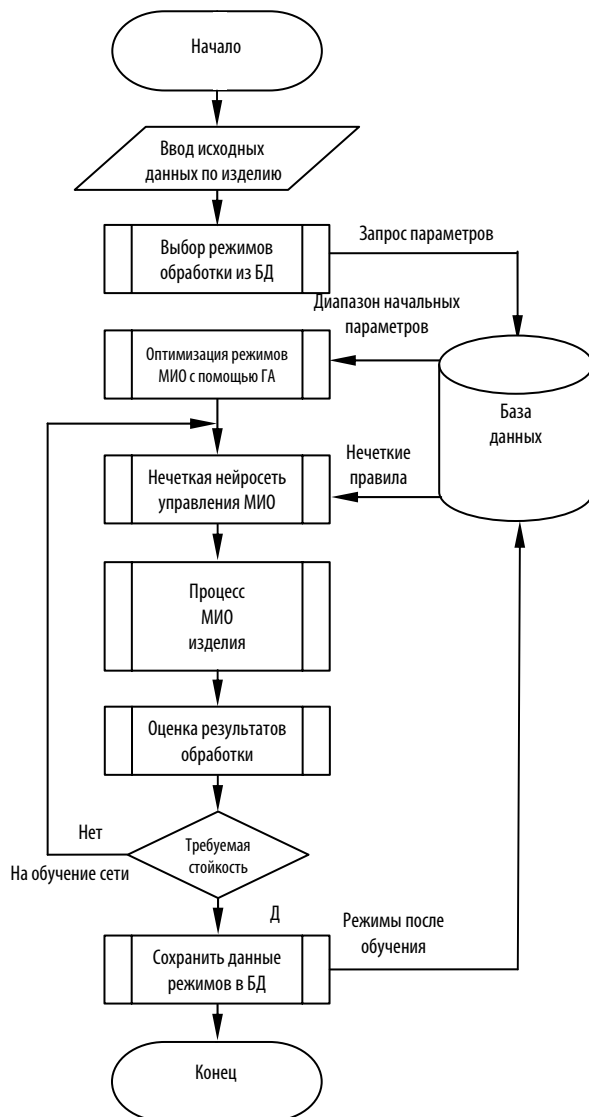 Начало
Ввод исходных
данных по изделию
Выбор режимов
обработки из БД
Запрос параметров
Диапазон начальных
параметров
Оптимизация режимов
МИО с помощью ГА
База
данных
Нечеткие
правила
Нечеткая нейросеть
управления МИО
Процесс
МИО
изделия
Оценка результатов
обработки
Нет
Требуемая
стойкость
На обучение сети
Д
Режимы после
обучения
Сохранить данные
режимов в БД
Конец